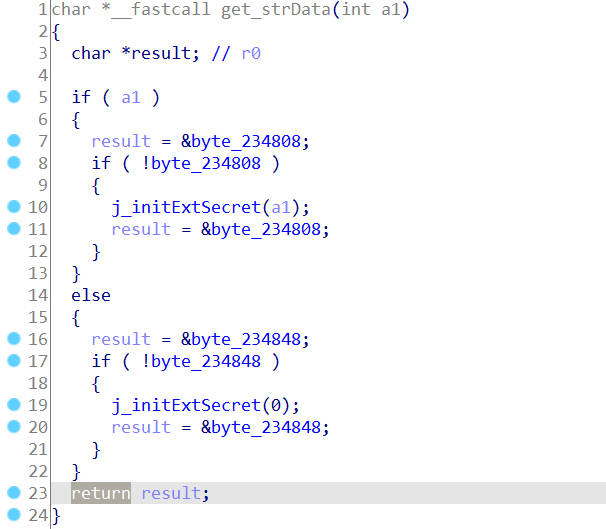 1 char *__fastcall get_strData(int a1)
2 {
3   char *result; // r0
4
5   if ( a1 )
6   {
7     result = &byte_234808;
8     if ( !byte_234808 )
9     {
10       j_initExtSecret(a1);
11       result = &byte_234808;
12     }
13   }
14   else
15   {
16     result = &byte_234848;
17     if ( !byte_234848 )
18     {
19       j_initExtSecret(0);
20       result = &byte_234848;
21     }
22   }
23   return result;
24 }